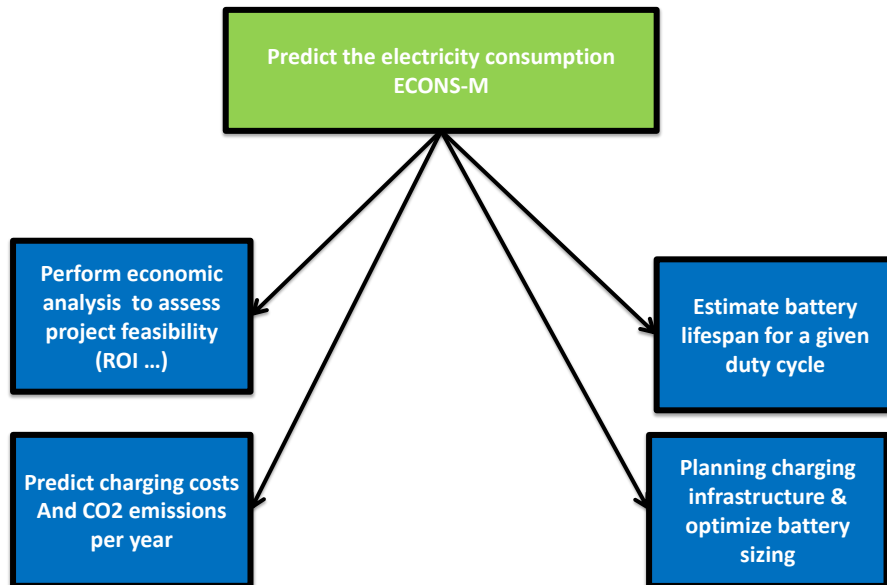 Predict the electricity consumption
ECONS-M
Perform economic
analysis to assess
project feasibility
(ROI ...)
Estimate battery
lifespan for a given
duty cycle
Predict charging costs
And CO2 emissions
per year
Planning charging
infrastructure &
optimize battery
sizing